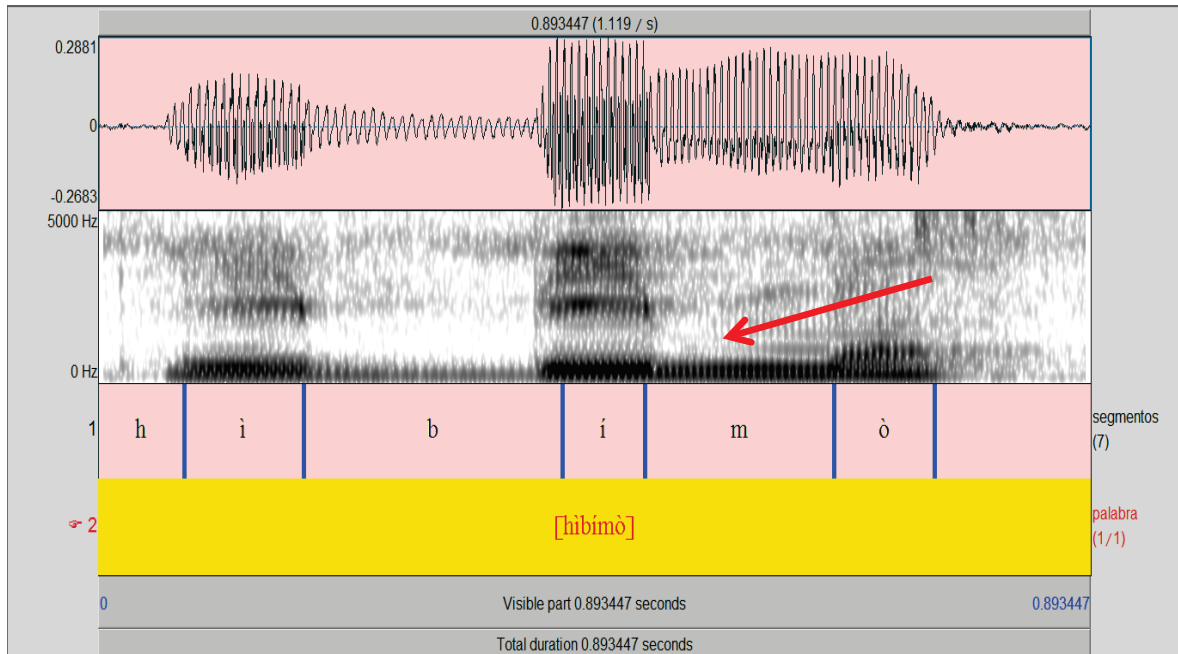 0.893447 (1.119 / s)
0.2881
0
-0.2683
5000 Hz
0 Hz
1 h ì b í m ò segmentos (7)
☞ 2 [hìbímò] palabra (1/1)
0 Visible part 0.893447 seconds 0.893447
Total duration 0.893447 seconds